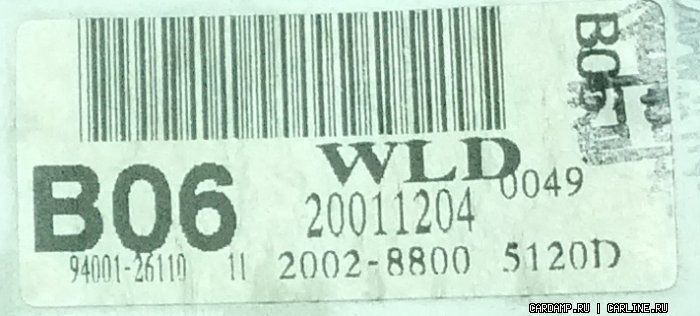 WLD
B06
0049
20011204
94001-26110 11 2002-8800 5120D
CARDAMP.RU | CARLINE.RU